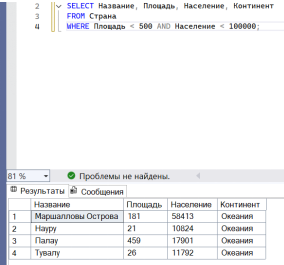 2 SELECT Название, Площадь, Население, Континент
3 FROM Страна
4 WHERE Площадь < 500 AND Население < 100000;
81 % Проблемы не найдены.
Результаты Сообщения
Название Площадь Население Континент
1 Маршалловы Острова 181 58413 Океания
2 Науру 21 10824 Океания
3 Палау 459 17901 Океания
4 Тувалу 26 11792 Океания